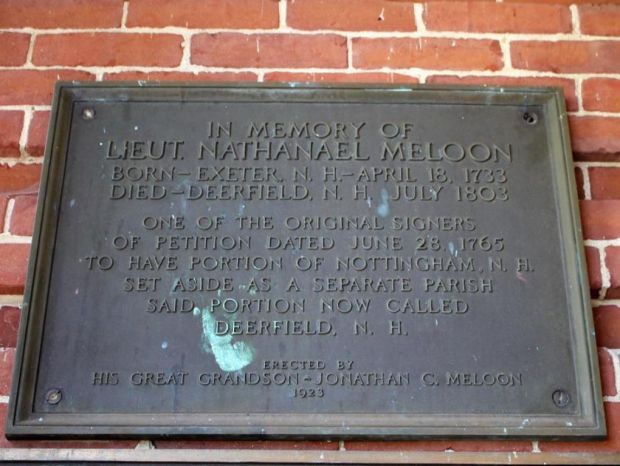 IN MEMORY OF
LIEUT. NATHANAEL MELOON
BORN-EXETER, N. H.-APRIL 18, 1733
DIED-DEERFIELD, N. H. JULY 1803
ONE OF THE ORIGINAL SIGNERS
OF PETITION DATED JUNE 28, 1765
TO HAVE PORTION OF NOTTINGHAM, N. H.
SET ASIDE AS A SEPARATE PARISH
SAID PORTION NOW CALLED
DEERFIELD, N. H.
ERECTED BY
HIS GREAT GRANDSON-JONATHAN C. MELOON
1923